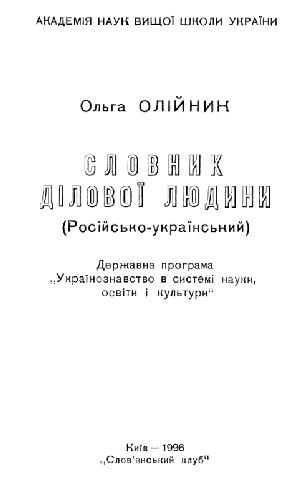 АКАДЕМІЯ НАУК ВИЩОЇ ШКОЛИ УКРАЇНИ
Ольга ОЛІЙНИК
СЛОВНИК
ДІЛОВОЇ ЛЮДИНИ
(Російсько-український)
Державна програма
„Українознавство в системі науки,
освіти і культури“
Київ — 1996
„Слов'янський клуб“